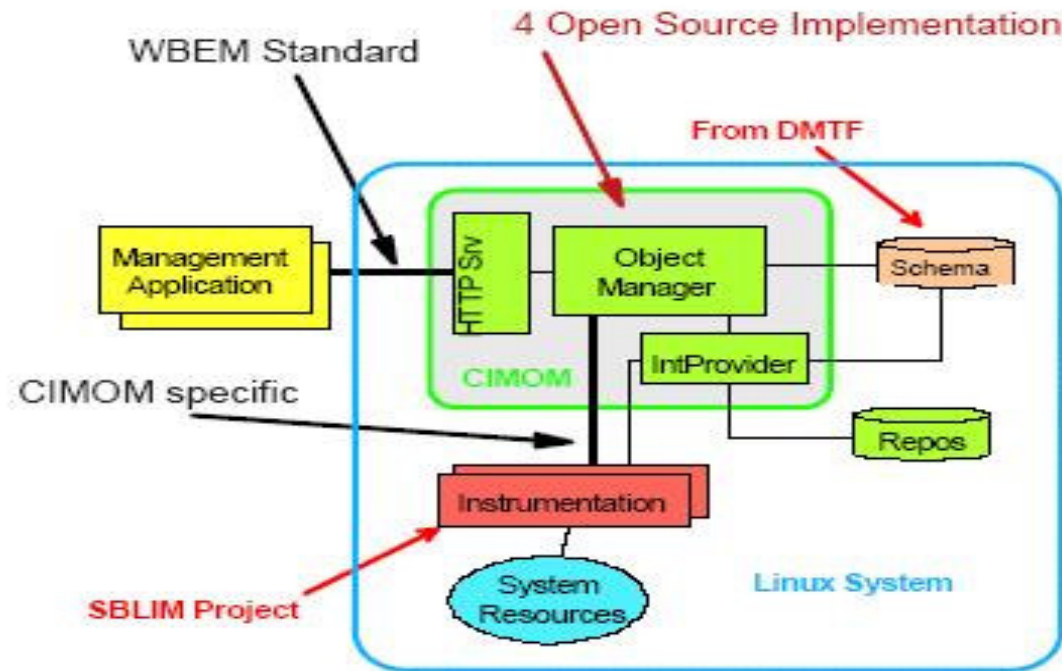 4 Open Source Implementation
WBEM Standard
From DMTF
Management
Application
HTTP Srv
Object
Manager
Schema
IntProvider
CIMOM
CIMOM specific
Repos
Instrumentation
System
Resources
Linux System
SBLIM Project